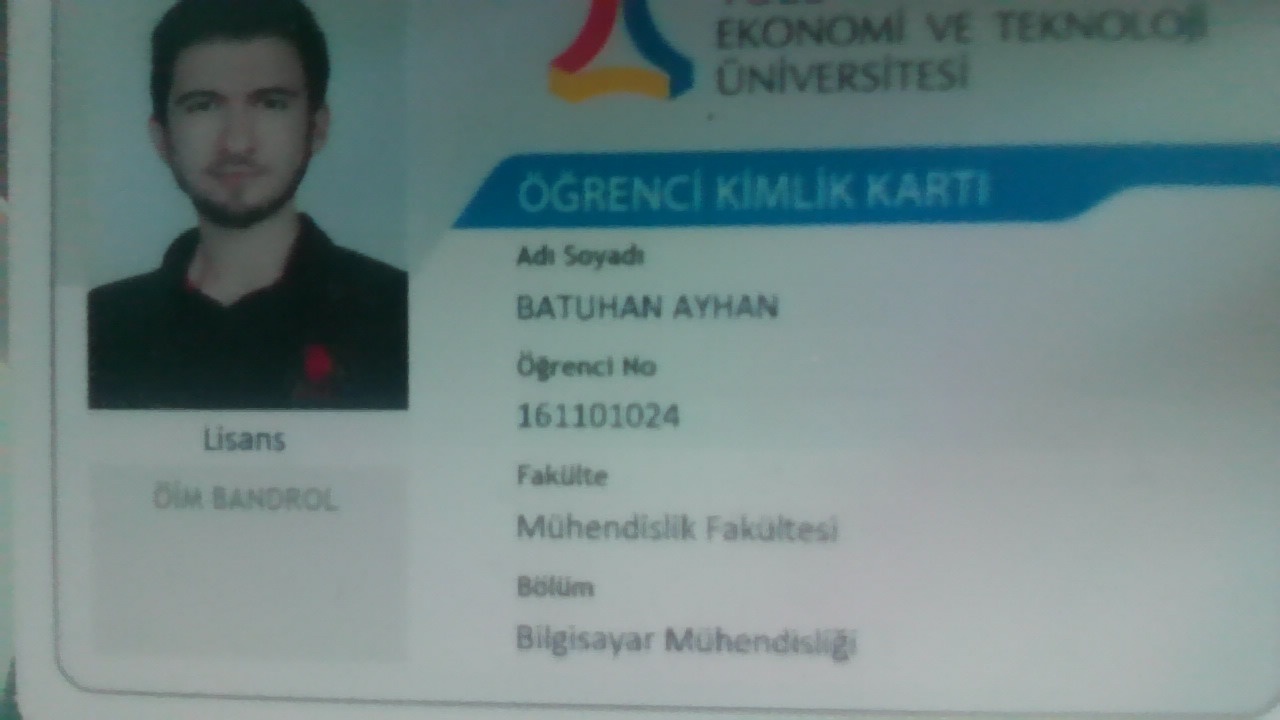 EKONOMİ VE TEKNOLOJİ
ÜNİVERSİTESİ
ÖĞRENCİ KİMLİK KARTI
Adı Soyadı
BATUHAN AYHAN
Öğrenci No
161101024
Fakülte
Mühendislik Fakültesi
Bölüm
Bilgisayar Mühendisliği
Lisans
ÖİM BANDROL